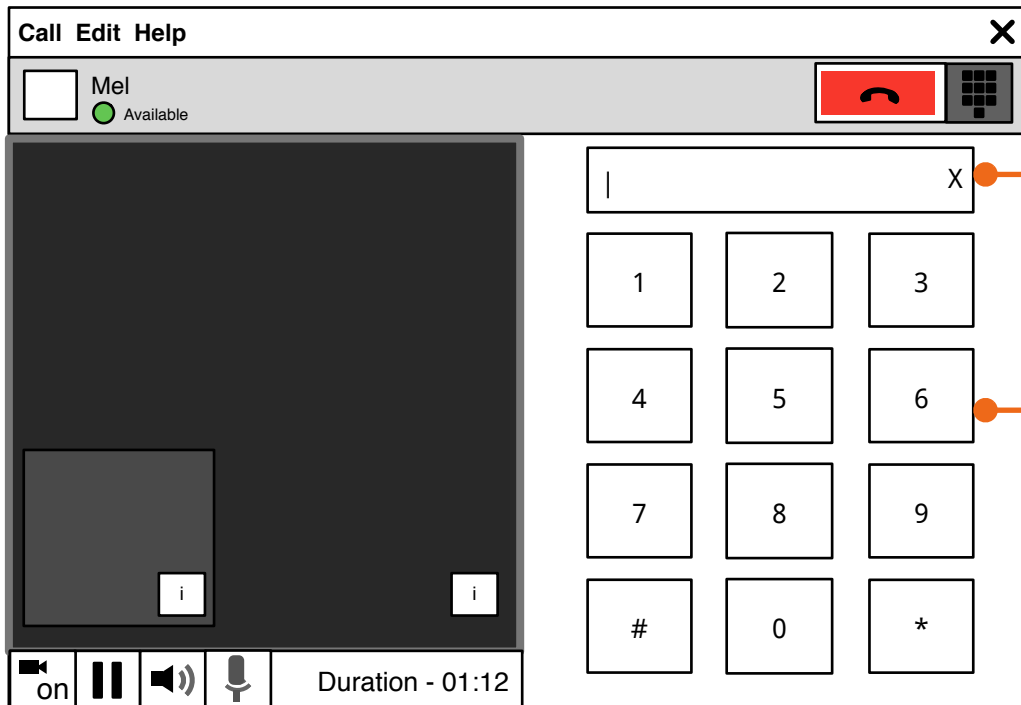 Call Edit Help
Mel
Available
X
1 2 3
4 5 6
7 8 9
# 0 *
i i
on
Duration - 01:12